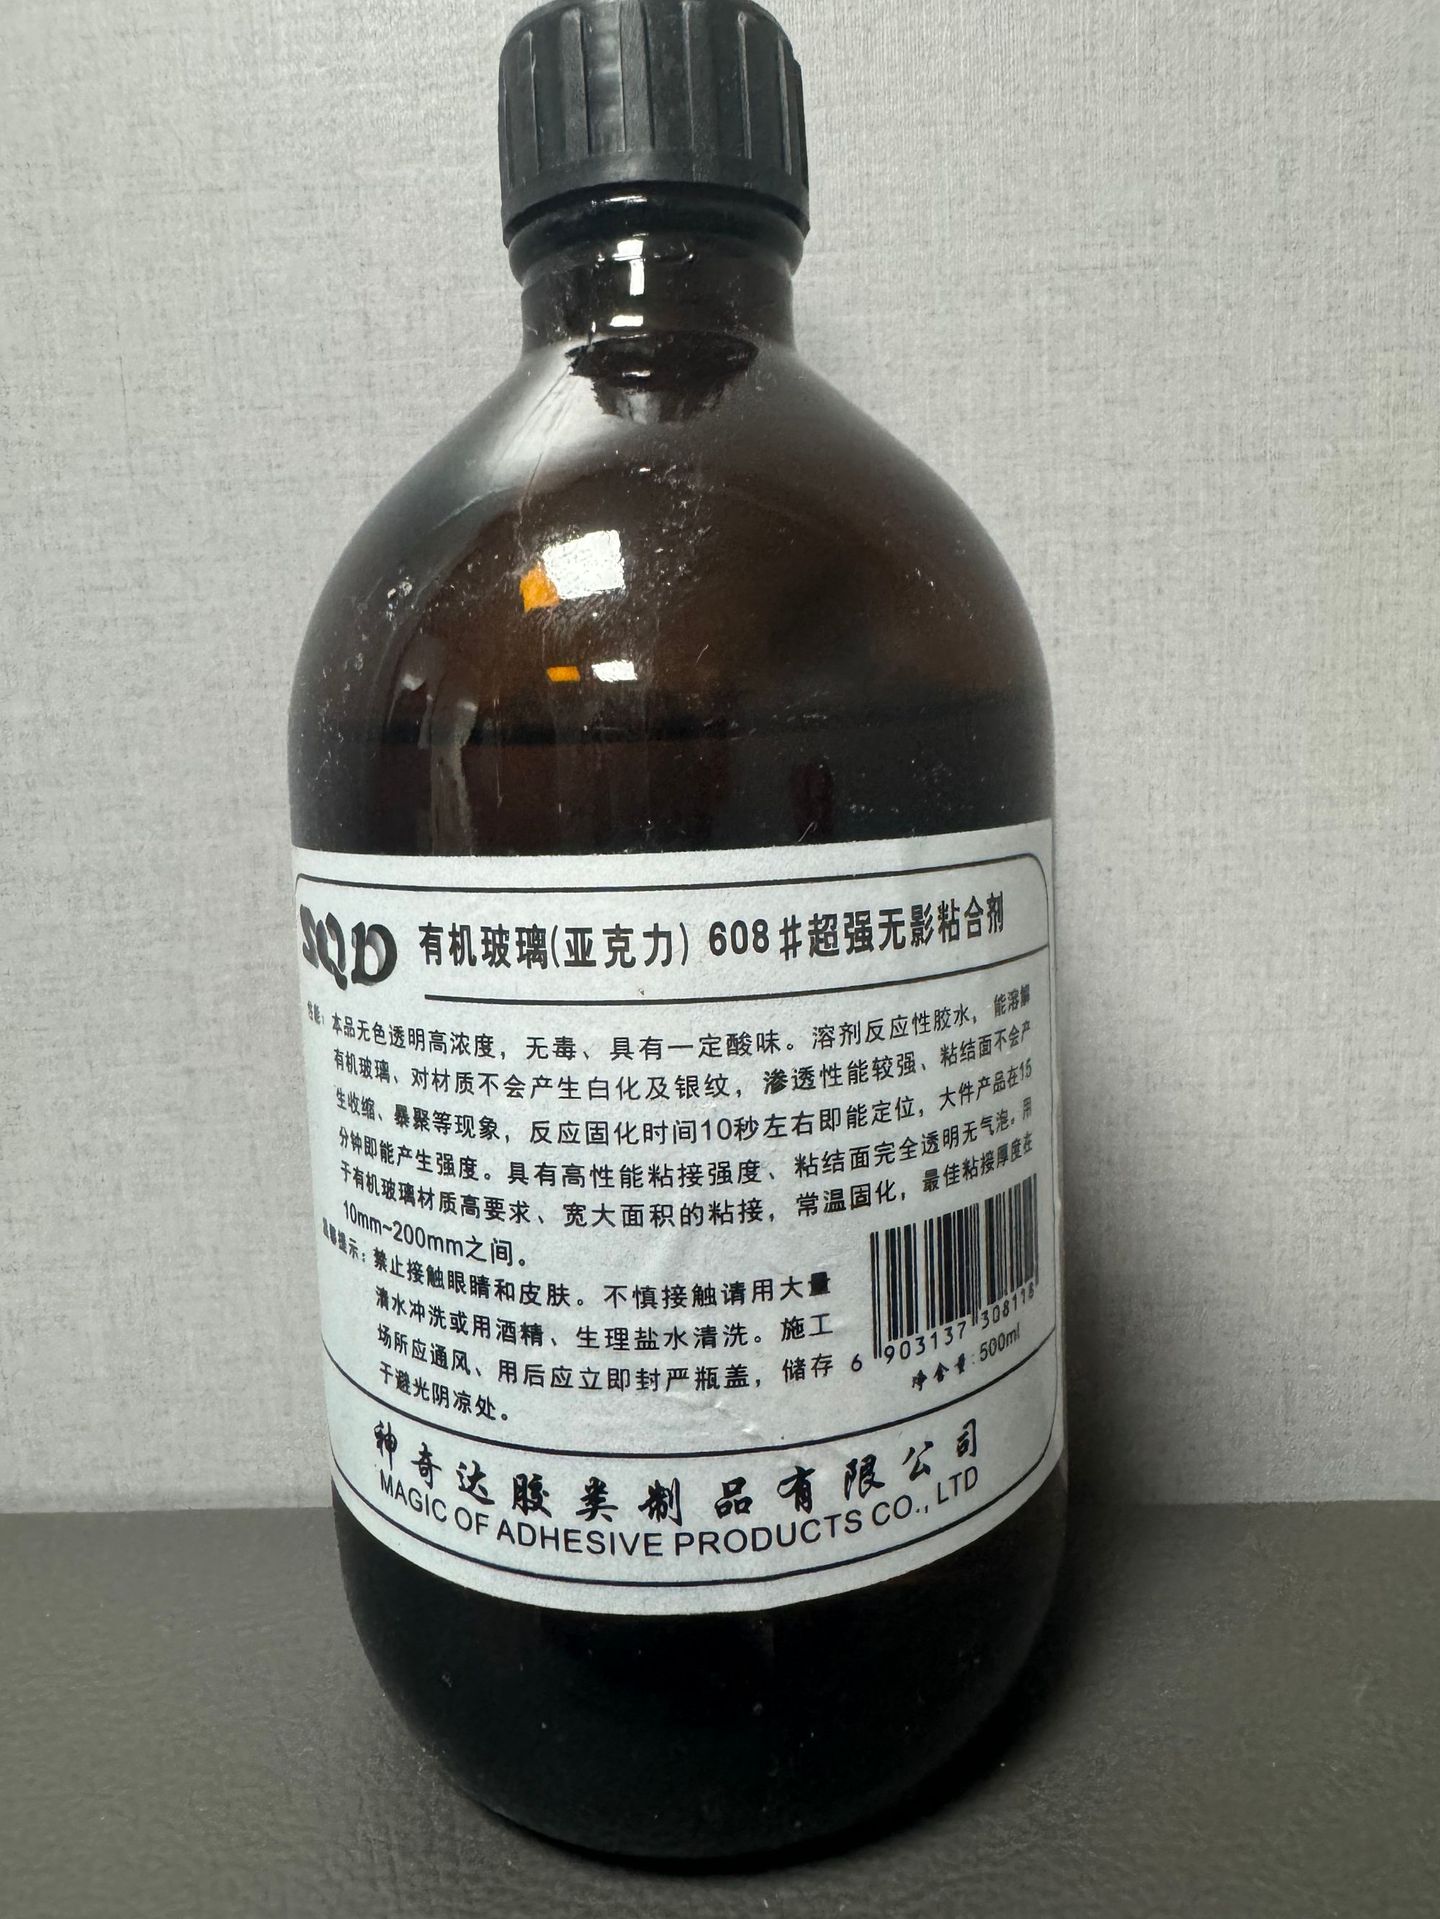 SQD 有机玻璃(亚克力) 608#超强无影粘合剂
性能：本品无色透明高浓度，无毒、具有一定酸味。溶剂反应性胶水，能溶解
有机玻璃、对材质不会产生白化及银纹，渗透性能较强、粘结面不会产
生收缩、暴聚等现象，反应固化时间10秒左右即能定位，大件产品在15
分钟即能产生强度。具有高性能粘接强度、粘结面完全透明无气泡。用
于有机玻璃材质高要求、宽大面积的粘接，常温固化，最佳粘接厚度在
10mm~200mm之间。
温馨提示：禁止接触眼睛和皮肤。不慎接触请用大量
清水冲洗或用酒精、生理盐水清洗。施工
场所应通风、用后应立即封严瓶盖，储存
于避光阴凉处。
6 903137 308118
净含量：500ml
神奇达胶类制品有限公司
MAGIC OF ADHESIVE PRODUCTS CO., LTD